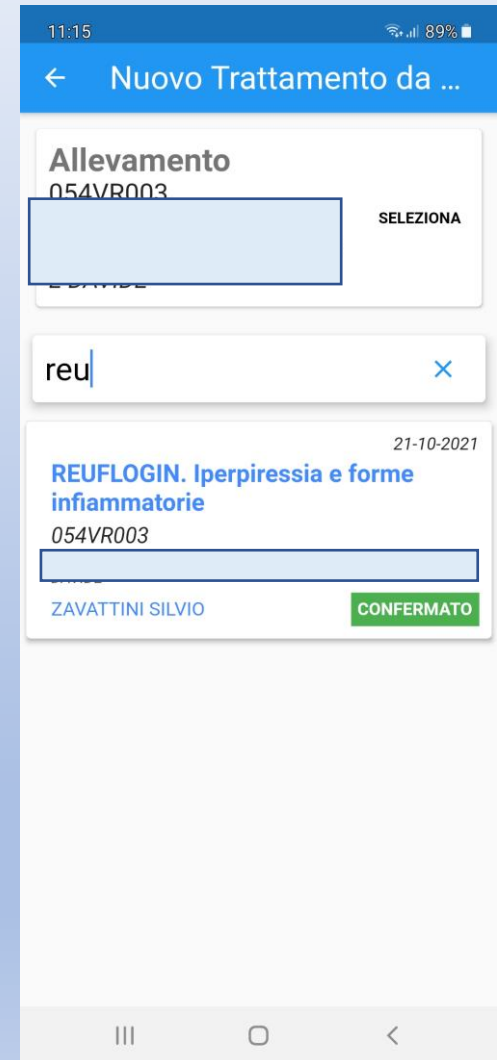 11:15 89%
Nuovo Trattamento da ...
Allevamento
054VR003
SELEZIONA
reu
21-10-2021
REUFLOGIN. Iperpiressia e forme
infiammatorie
054VR003
ZAVATTINI SILVIO
CONFERMATO